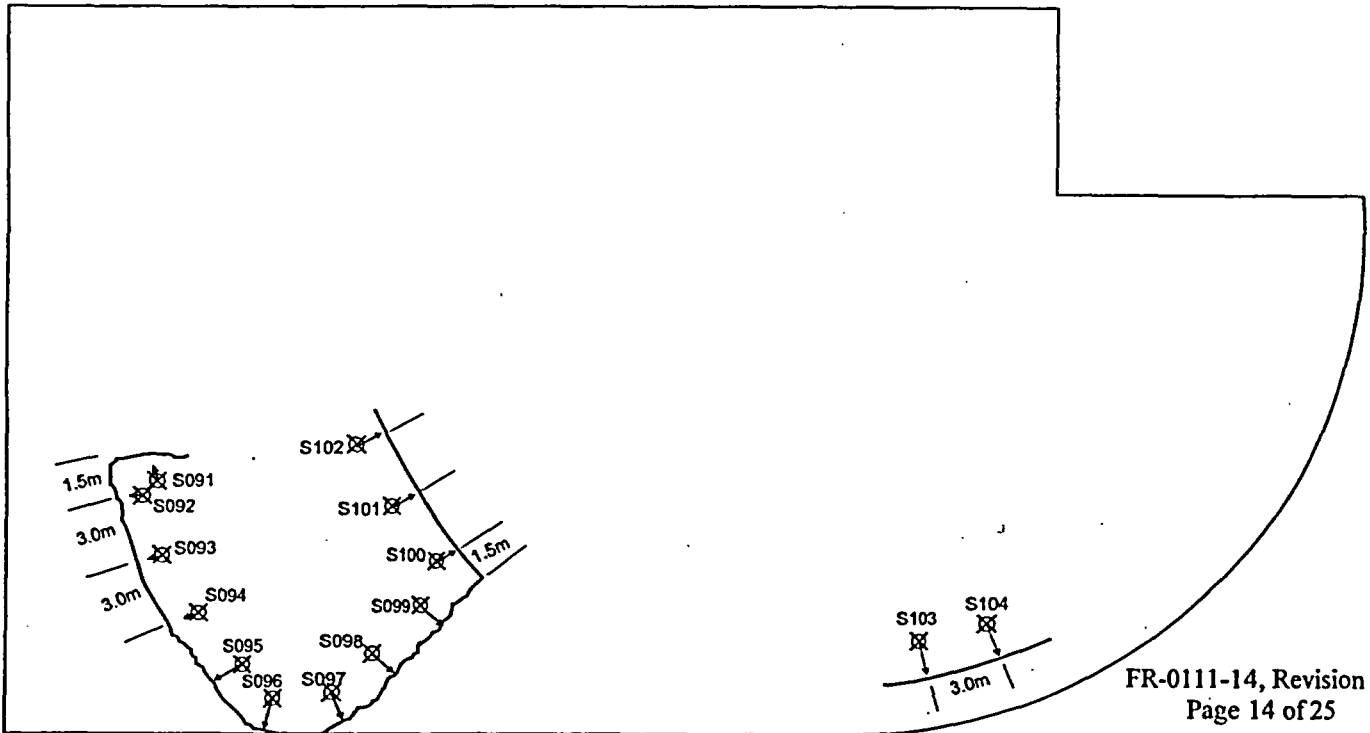 S102
S091
1.5m
S092
S101
3.0m
S093
S100
1.5m
3.0m
S094
S099
S104
S103
S098
S095
S096
S097
3.0m
FR-0111-14, Revision
Page 14 of 25